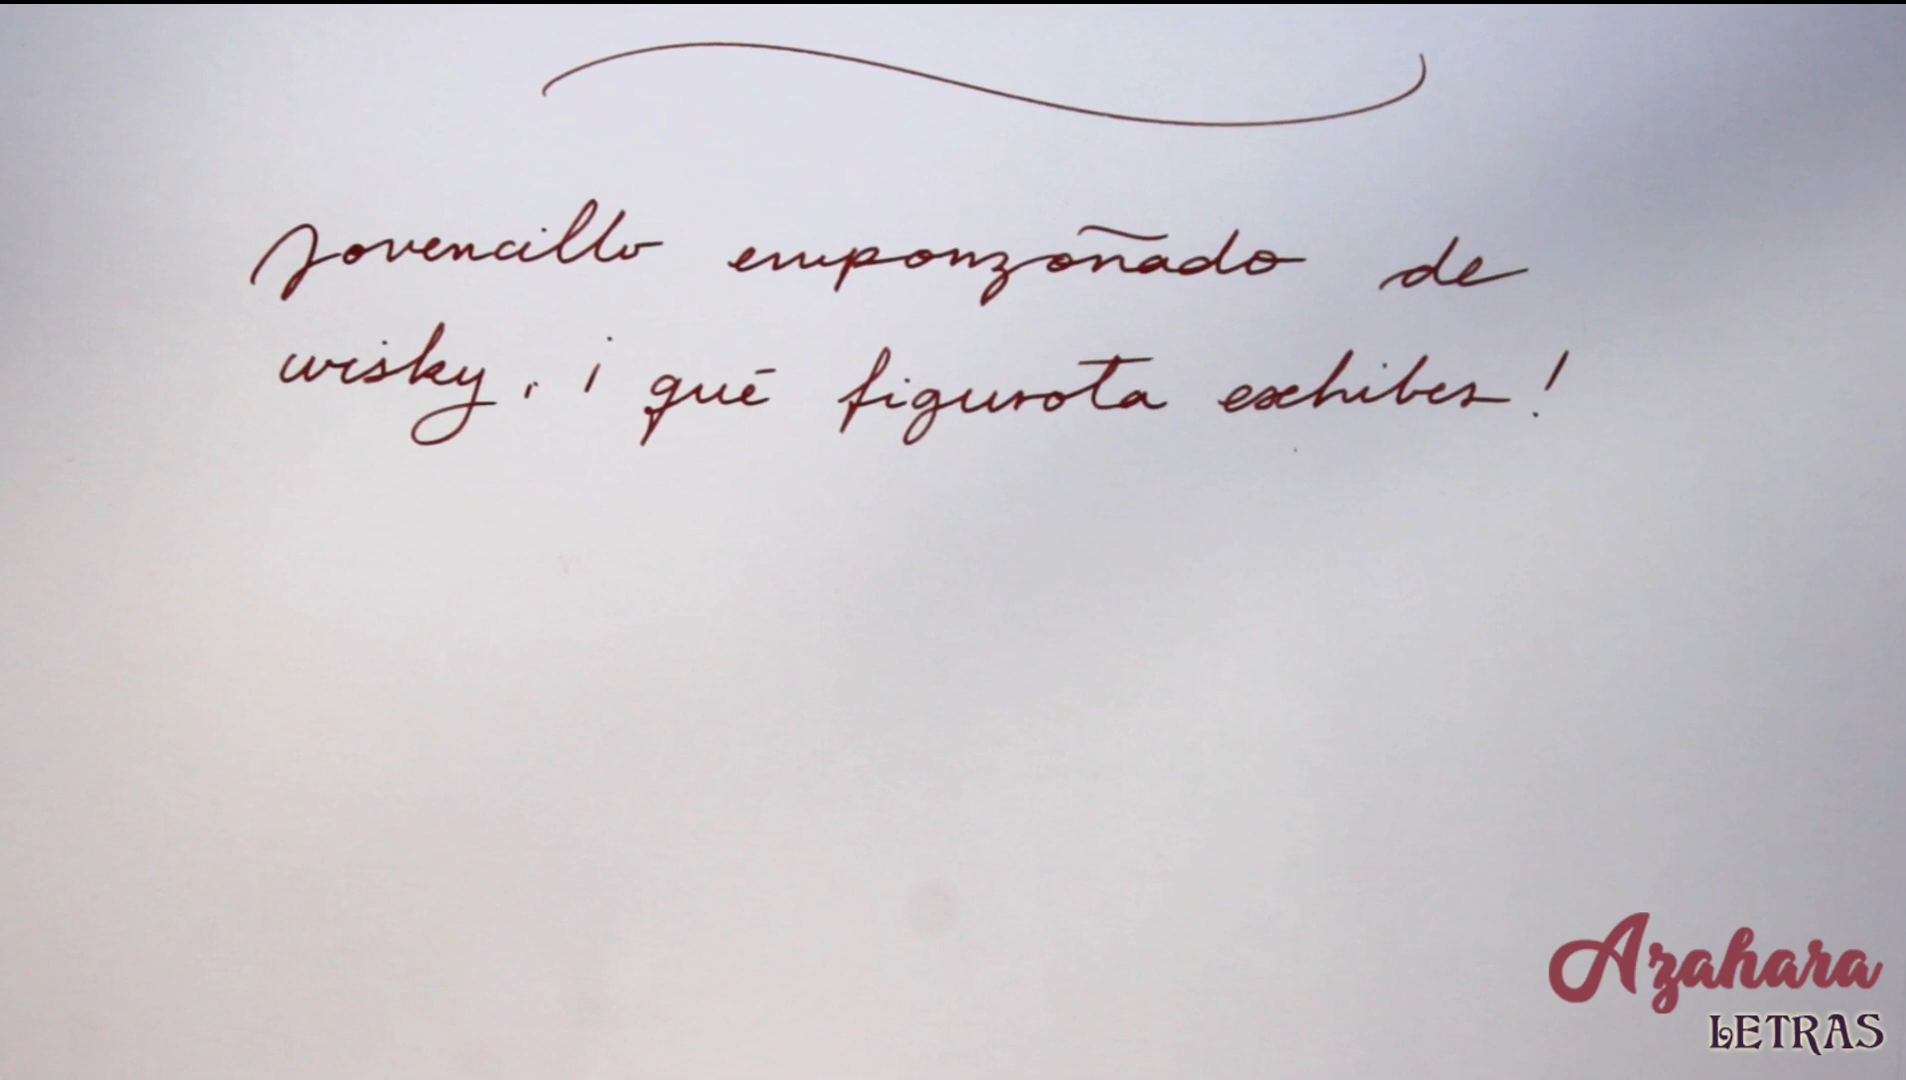 Jovencillo emponzoñado de
wisky, ¡qué figurota exhibes!
Azahara
LETRAS